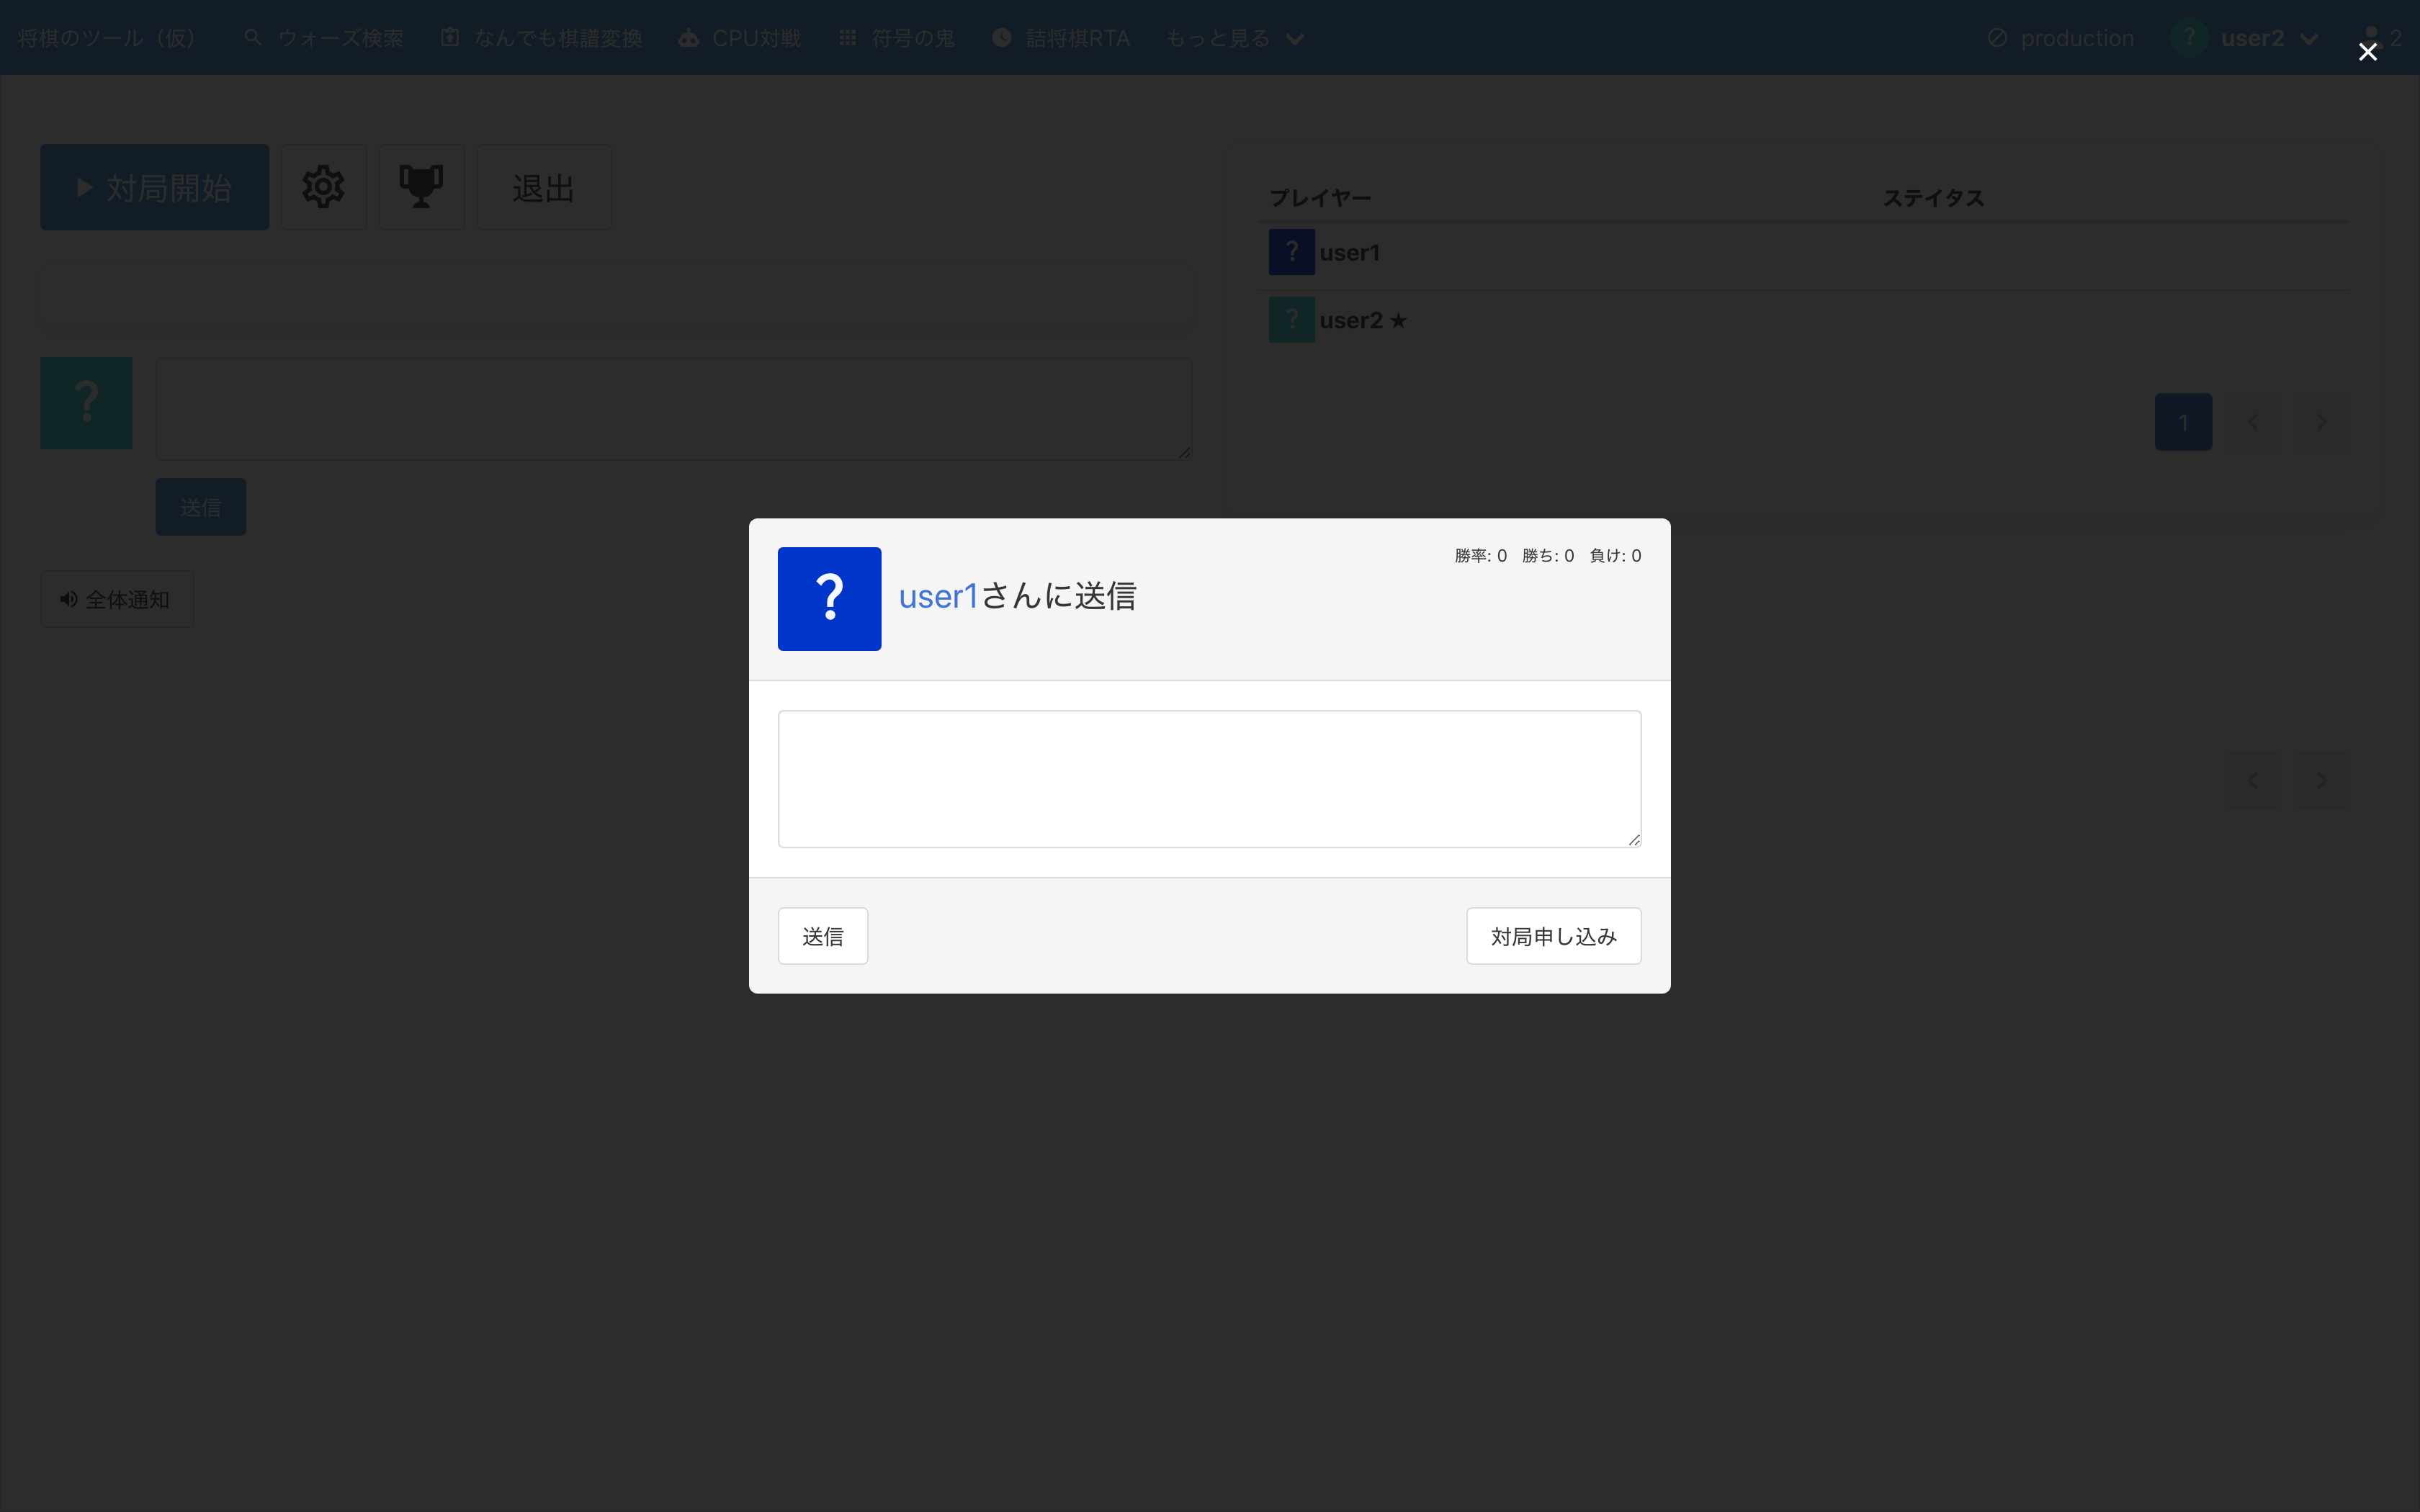 将棋のツール（仮） ウォーズ検索 なんでも棋譜変換 CPU対戦 符号の鬼 詰将棋RTA もっと見る production ? user2 2
対局開始 退出
プレイヤー ステイタス
? user1
? user2 ★
?
1
送信
全体通知
勝率: 0 勝ち: 0 負け: 0
? user1さんに送信
送信 対局申し込み